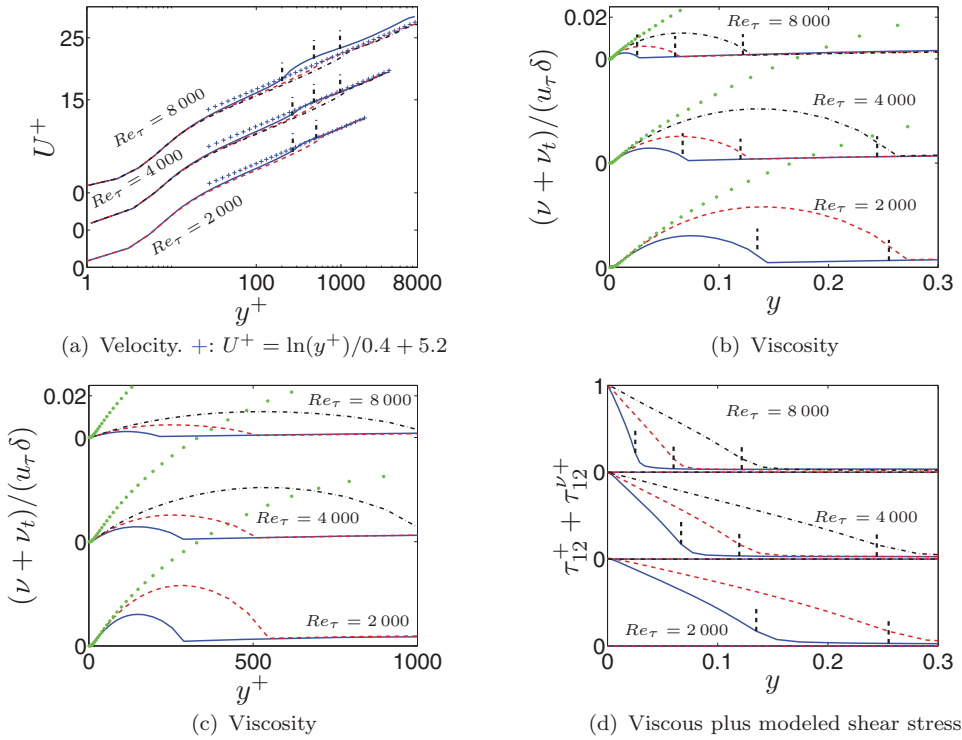 25
15
0
0
0
U⁺
Re_τ = 8 000
Re_τ = 4 000
Re_τ = 2 000
1
100
1000
8000
y⁺
(a) Velocity. +: U⁺ = ln(y⁺)/0.4 + 5.2
0.02
0
0
0
(ν + ν_t)/(u_τ δ)
Re_τ = 8 000
Re_τ = 4 000
Re_τ = 2 000
0
0.1
0.2
0.3
y
(b) Viscosity
0.02
0
0
0
(ν + ν_t)/(u_τ δ)
Re_τ = 8 000
Re_τ = 4 000
Re_τ = 2 000
0
500
1000
y⁺
(c) Viscosity
1
0
0
0
τ₁₂⁺ + τ₁₂^{ν+}
Re_τ = 8 000
Re_τ = 4 000
Re_τ = 2 000
0
0.1
0.2
0.3
y
(d) Viscous plus modeled shear stress